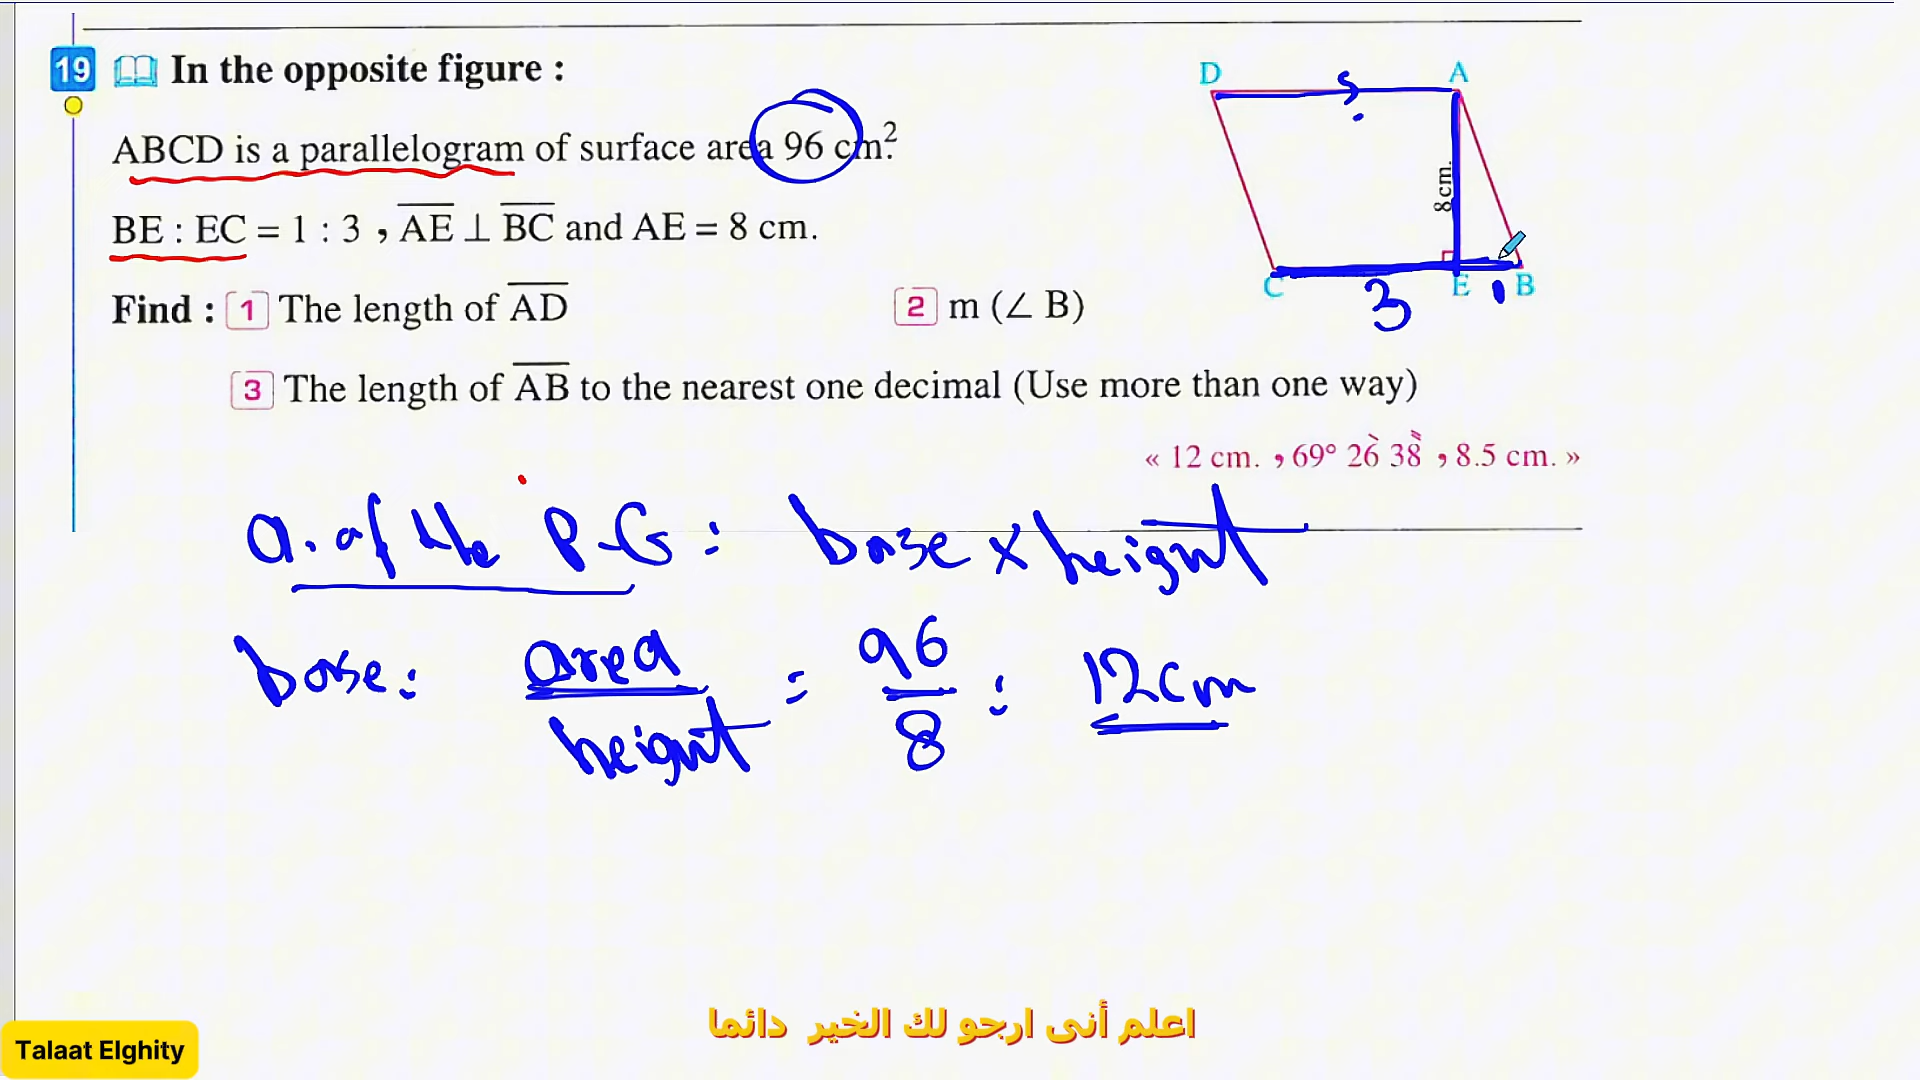 19 In the opposite figure :
ABCD is a parallelogram of surface area 96 cm.²
BE : EC = 1 : 3 , AE ⊥ BC and AE = 8 cm.
Find : 1 The length of AD
2 m (∠ B)
3 The length of AB to the nearest one decimal (Use more than one way)
« 12 cm. , 69° 26̀ 38̏ , 8.5 cm. »
D
A
8 cm.
C
E
B
3
1
a. of the P-G = base × height
base = area / height = 96 / 8 = 12 cm
اعلم أنى ارجو لك الخير دائما
Talaat Elghity